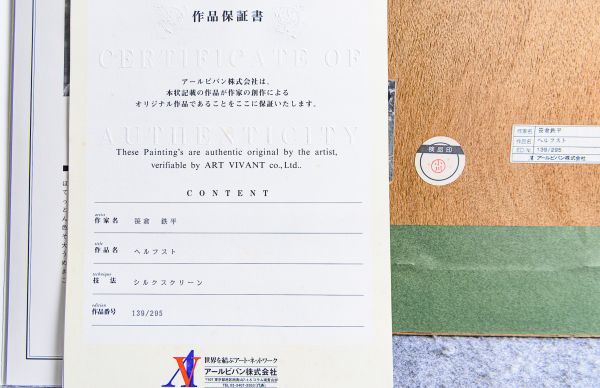 作品保証書
CERTIFICATE OF
アールビバン株式会社は、
本状記載の作品が作家の創作による
オリジナル作品であることをここに保証いたします。
AUTHENTICITY
These Painting's are authentic original by the artist,
verifiable by ART VIVANT co., Ltd..
CONTENT
artist
作家名 笹倉 鉄平
title
作品名 ヘルフスト
technique
技法 シルクスクリーン
edition
作品番号 139/295
世界を結ぶアート・ネットワーク
アールビバン株式会社
検品印
作家名 笹倉鉄平
作品名 ヘルフスト
ED.N 139/295
アールビバン株式会社